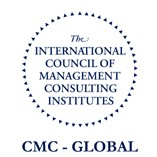 The
INTERNATIONAL
COUNCIL OF
MANAGEMENT
CONSULTING
INSTITUTES
CMC - GLOBAL